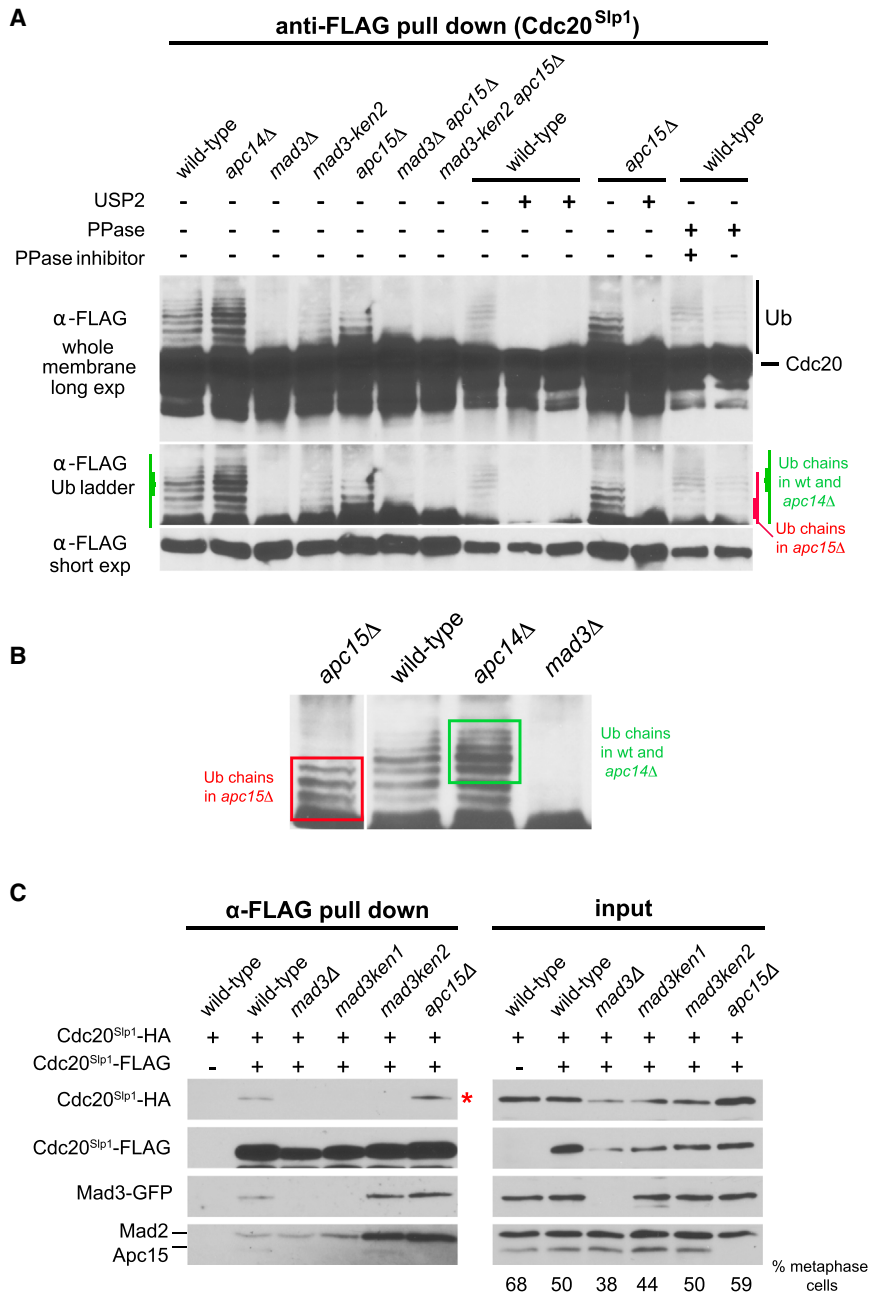 A
anti-FLAG pull down (Cdc20Slp1)
wild-type
apc14Δ
mad3Δ
mad3-ken2
apc15Δ
mad3Δ apc15Δ
mad3-ken2 apc15Δ
wild-type
apc15Δ
wild-type
USP2 - - - - - - - - + + - + - -
PPase - - - - - - - - - - - - + +
PPase inhibitor - - - - - - - - - - - - + -
α-FLAG
whole
membrane
long exp
Ub
Cdc20
α-FLAG
Ub ladder
Ub chains
in wt and
apc14Δ
Ub chains
in apc15Δ
α-FLAG
short exp
B
apc15Δ
wild-type
apc14Δ
mad3Δ
Ub chains
in apc15Δ
Ub chains
in wt and
apc14Δ
C
α-FLAG pull down
input
wild-type
wild-type
mad3Δ
mad3ken1
mad3ken2
apc15Δ
wild-type
wild-type
mad3Δ
mad3ken1
mad3ken2
apc15Δ
Cdc20Slp1-HA + + + + + + + + + + + +
Cdc20Slp1-FLAG - + + + + + - + + + + +
Cdc20Slp1-HA
*
Cdc20Slp1-FLAG
Mad3-GFP
Mad2
Apc15
68 50 38 44 50 59
% metaphase
cells